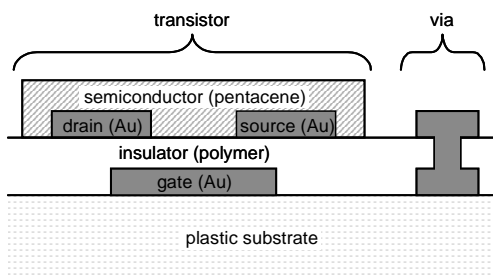 transistor
via
semiconductor (pentacene)
drain (Au)
source (Au)
insulator (polymer)
gate (Au)
plastic substrate